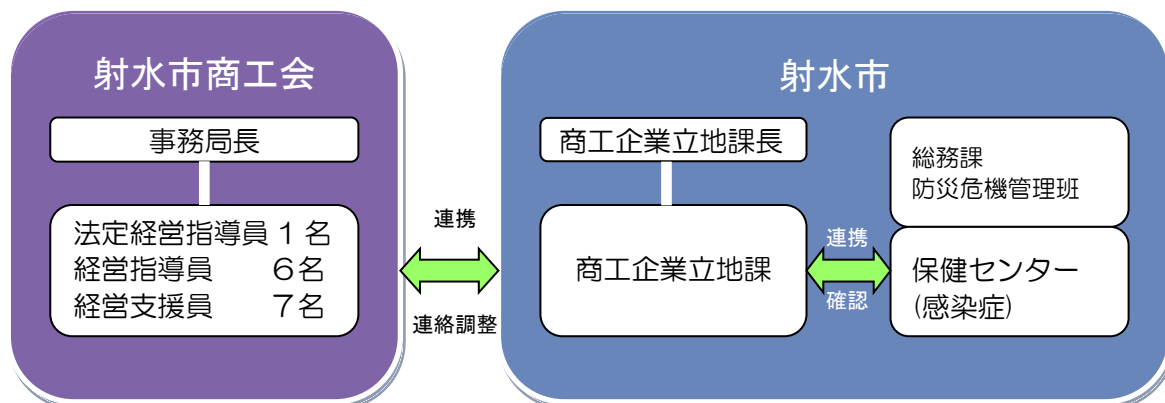 射水市商工会
事務局長
法定経営指導員１名
経営指導員　　６名
経営支援員　　７名
連携
連絡調整
射水市
商工企業立地課長
商工企業立地課
連携
確認
総務課
防災危機管理班
保健センター
(感染症)